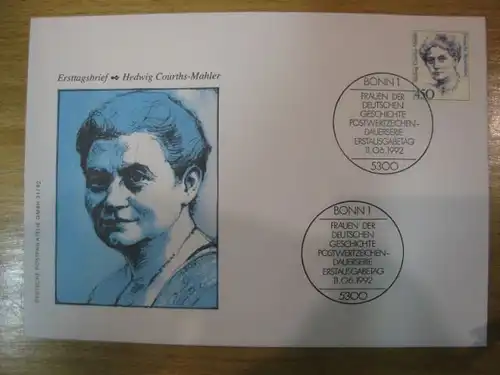 Ersttagsbrief ➺ Hedwig Courths-Mahler
450
BONN 1
FRAUEN DER
DEUTSCHEN
GESCHICHTE
POSTWERTZEICHEN-
DAUERSERIE
ERSTAUSGABETAG
11.06.1992
5300
BONN 1
FRAUEN DER
DEUTSCHEN
GESCHICHTE
POSTWERTZEICHEN-
DAUERSERIE
ERSTAUSGABETAG
11.06.1992
5300